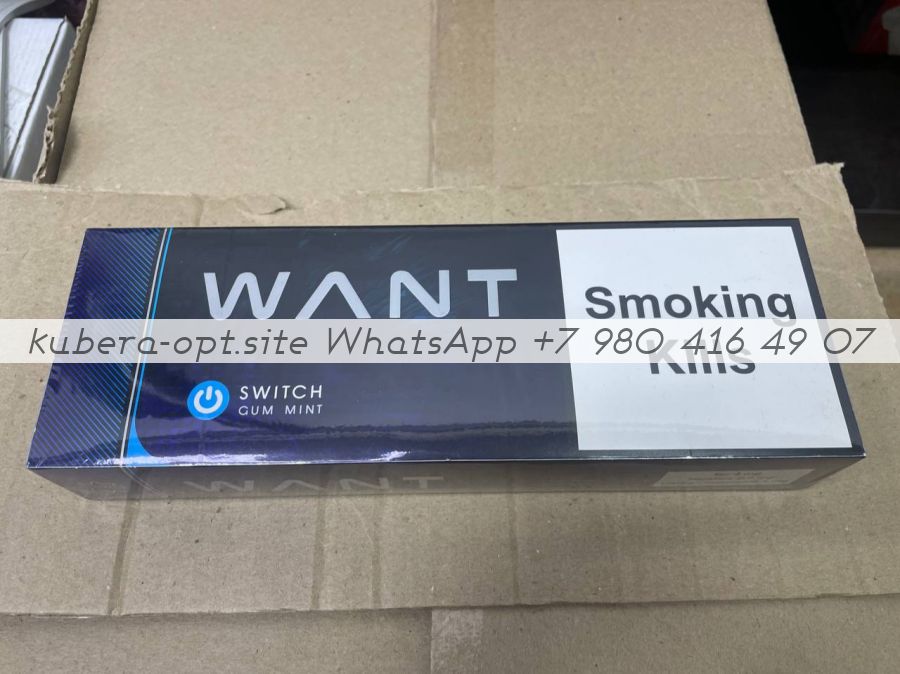 WANT
Smoking
Kills
kubera-opt.site WhatsApp +7 980 416 49 07
SWITCH
GUM MINT
WANT